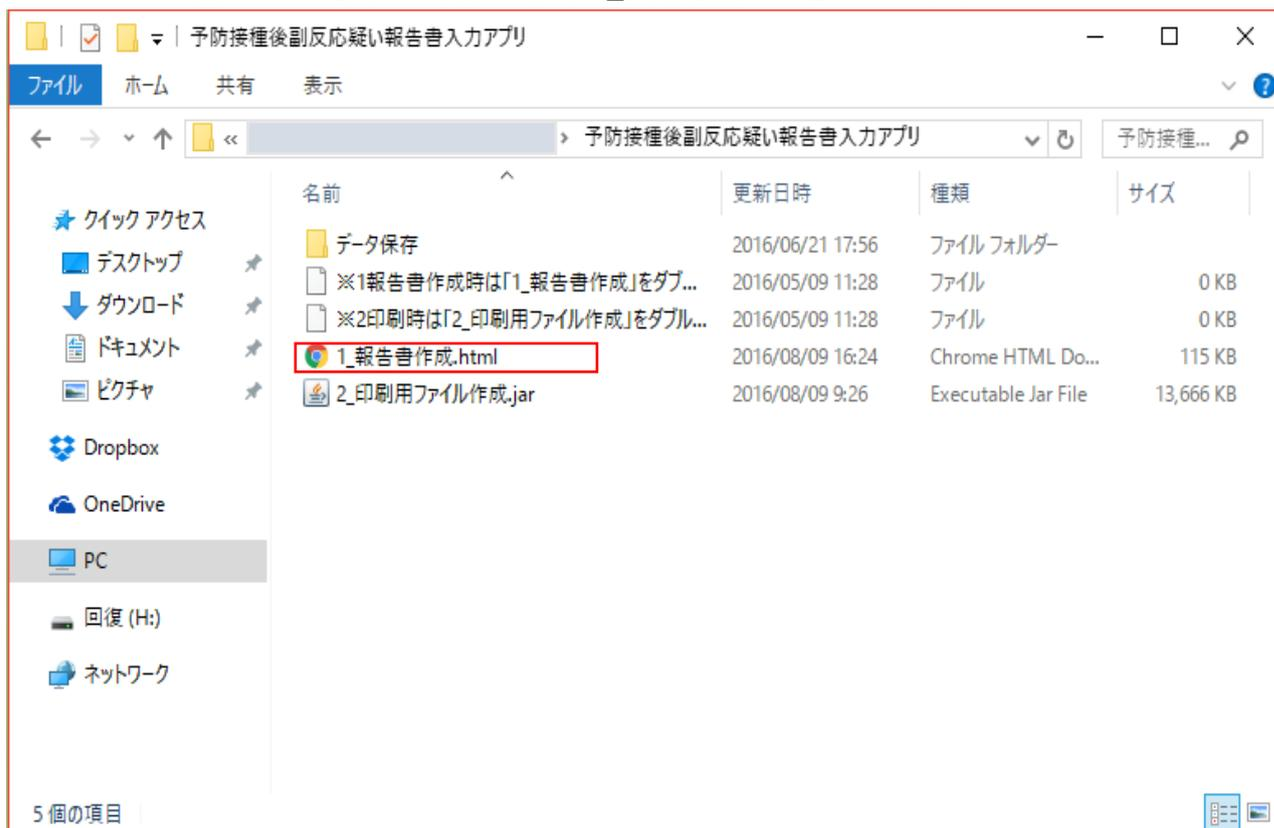 予防接種後副反応疑い報告書入力アプリ
ファイル ホーム 共有 表示
« > 予防接種後副反応疑い報告書入力アプリ 予防接種...
名前 更新日時 種類 サイズ
クイック アクセス
デスクトップ
ダウンロード
ドキュメント
ピクチャ
Dropbox
OneDrive
PC
回復 (H:)
ネットワーク
データ保存 2016/06/21 17:56 ファイル フォルダー
※1報告書作成時は「1_報告書作成」をダブ... 2016/05/09 11:28 ファイル 0 KB
※2印刷時は「2_印刷用ファイル作成」をダブル... 2016/05/09 11:28 ファイル 0 KB
1_報告書作成.html 2016/08/09 16:24 Chrome HTML Do... 115 KB
2_印刷用ファイル作成.jar 2016/08/09 9:26 Executable Jar File 13,666 KB
5 個の項目